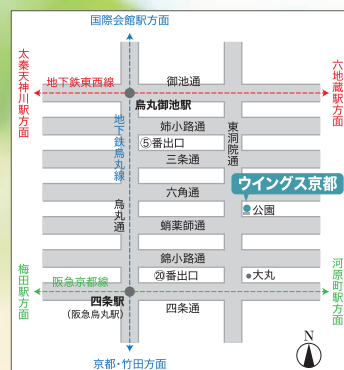 国際会館駅方面
太秦天神川駅方面
地下鉄東西線
御池通
六地蔵駅方面
烏丸御池駅
地下鉄烏丸線
姉小路通
東洞院通
⑤番出口
三条通
六角通
ウイングス京都
公園
烏丸通
蛸薬師通
錦小路通
梅田駅方面
⑳番出口
大丸
河原町駅方面
阪急京都線
四条駅
(阪急烏丸駅)
四条通
N
京都・竹田方面